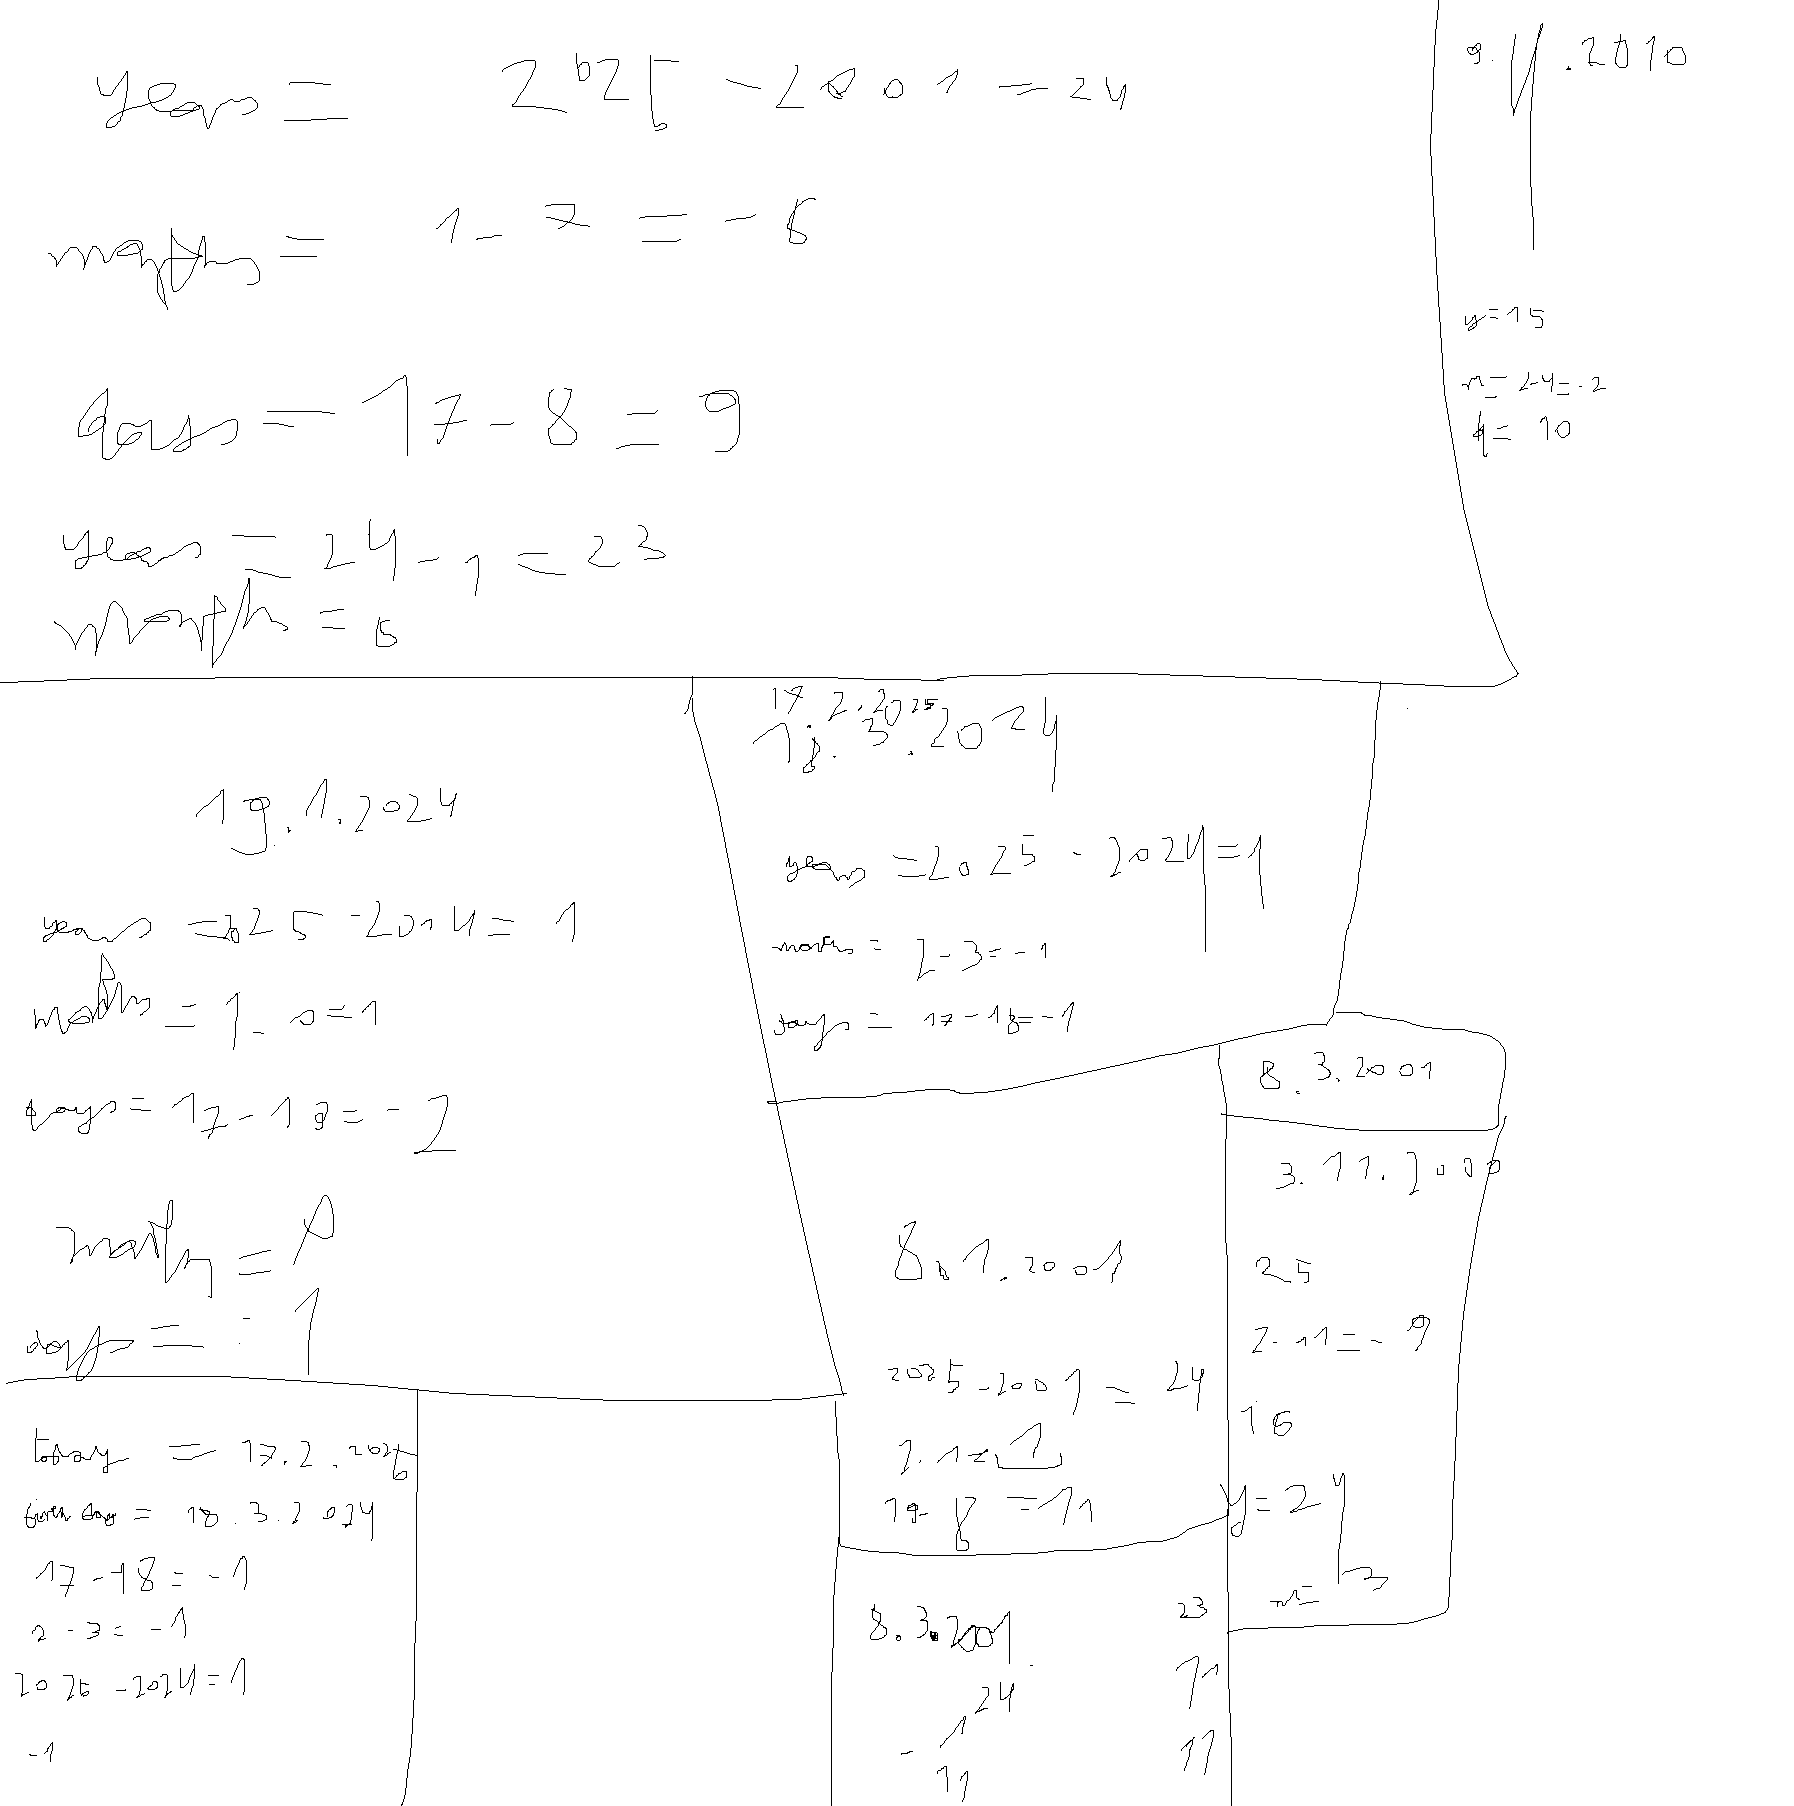 years = 2025 - 2001 = 24
months = 1 - 7 = - 6
days = 17 - 8 = 9
years = 24 - 1 = 23
month = 6
9. 4 . 2010
y = 15
m = 2-4 = -2
d = 10
19. 1. 2024
years = 2025 - 2014 = 1
months = 1 - 0 = 1
days = 17 - 19 = - 2
months =
days = - 1
17. 2. 2025
18. 3. 2024
years = 2025 - 2024 = 1
months = 2 - 3 = - 1
days = 17 - 18 = - 1
8. 1. 2001
2025 - 2001 = 24
2. 1 = 1
19 - 8 = 11
8. 3. 2001
3. 11. 2000
25
2 - 11 = - 9
16
y = 24
m = 3
today = 17. 2. 2025
given day = 18. 3. 2024
17 - 18 = - 1
2 - 3 = - 1
2025 - 2024 = 1
-1
8. 3. 2001
24
- 1
11
23
11
11